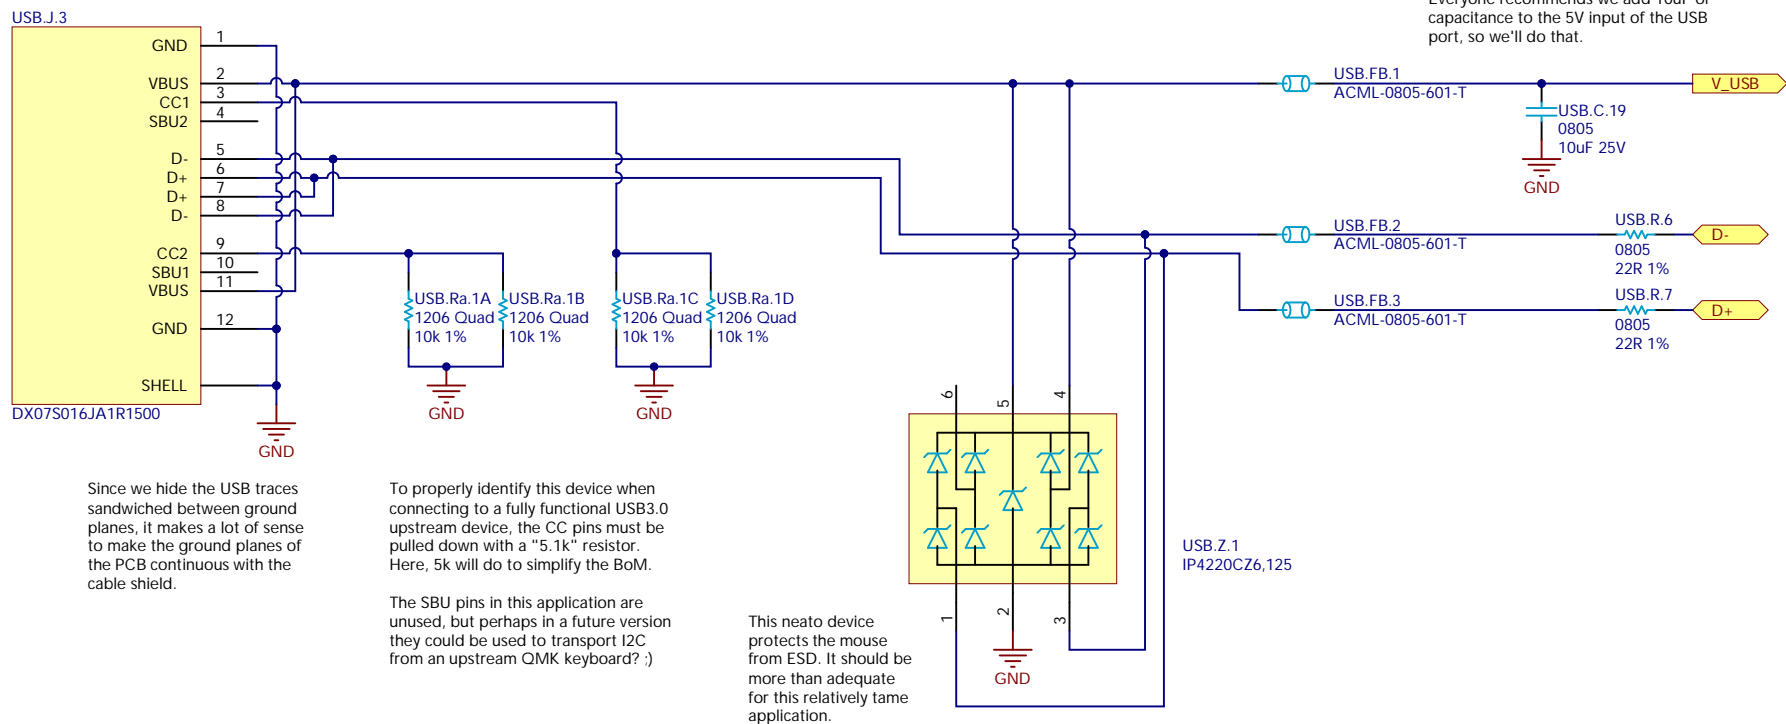 USB.J.3
GND
1
VBUS
2
CC1
3
SBU2
4
D-
5
D+
6
D+
7
D-
8
CC2
9
SBU1
10
VBUS
11
GND
12
SHELL
DX07S016JA1R1500
GND
Since we hide the USB traces
sandwiched between ground
planes, it makes a lot of sense
to make the ground planes of
the PCB continuous with the
cable shield.
USB.Ra.1A
1206 Quad
10k 1%
USB.Ra.1B
1206 Quad
10k 1%
GND
USB.Ra.1C
1206 Quad
10k 1%
USB.Ra.1D
1206 Quad
10k 1%
GND
To properly identify this device when
connecting to a fully functional USB3.0
upstream device, the CC pins must be
pulled down with a "5.1k" resistor.
Here, 5k will do to simplify the BoM.
The SBU pins in this application are
unused, but perhaps in a future version
they could be used to transport I2C
from an upstream QMK keyboard? ;)
This neato device
protects the mouse
from ESD. It should be
more than adequate
for this relatively tame
application.
6
5
4
1
2
3
GND
USB.Z.1
IP4220CZ6,125
Everyone recommends we add 10uF of
capacitance to the 5V input of the USB
port, so we'll do that.
USB.FB.1
ACML-0805-601-T
V_USB
USB.C.19
0805
10uF 25V
GND
USB.FB.2
ACML-0805-601-T
USB.R.6
0805
22R 1%
D-
USB.FB.3
ACML-0805-601-T
USB.R.7
0805
22R 1%
D+